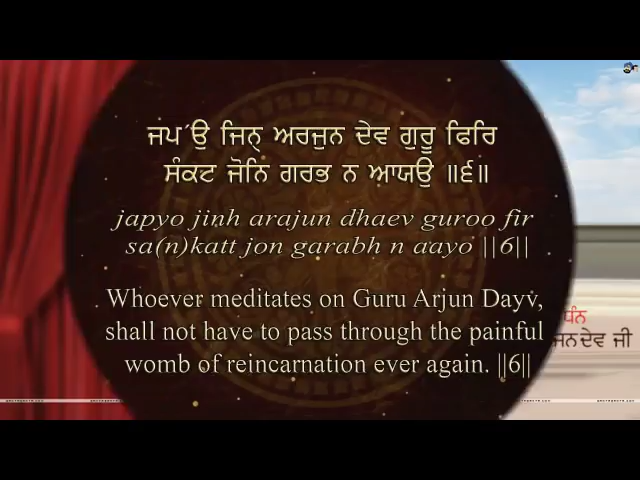 ਜਪੵਉ ਜਿਨੑ ਅਰਜੁਨ ਦੇਵ ਗੁਰੂ ਫਿਰਿ
ਸੰਕਟ ਜੋਨਿ ਗਰਭ ਨ ਆਯਉ ॥੬॥
japyo jinh arajun dhaev guroo fir
sa(n)katt jon garabh n aayo ||6||
Whoever meditates on Guru Arjun Dayv,
shall not have to pass through the painful
womb of reincarnation ever again. ||6||
ਧੰਨ
ਜਨ ਦੇਵ ਜੀ